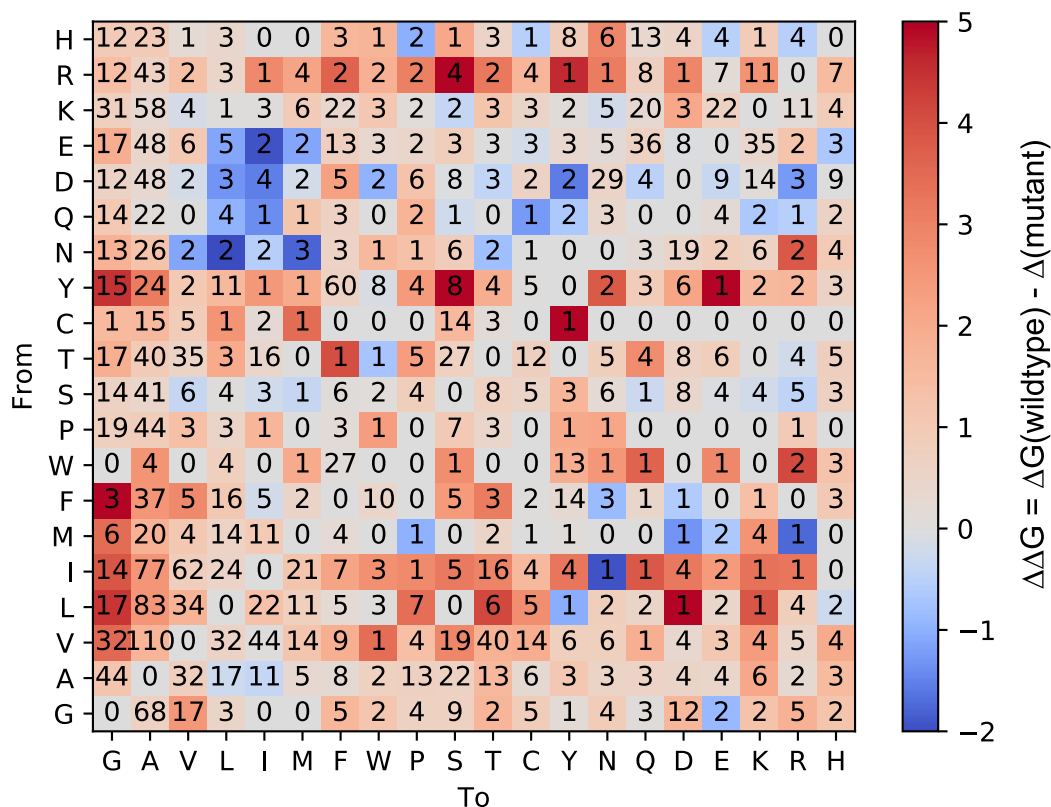 H 12 23 1 3 0 0 3 1 2 1 3 1 8 6 13 4 4 1 4 0
R 12 43 2 3 1 4 2 2 2 4 2 4 1 1 8 1 7 11 0 7
K 31 58 4 1 3 6 22 3 2 2 3 3 2 5 20 3 22 0 11 4
E 17 48 6 5 2 2 13 3 2 3 3 3 3 5 36 8 0 35 2 3
D 12 48 2 3 4 2 5 2 6 8 3 2 2 29 4 0 9 14 3 9
Q 14 22 0 4 1 1 3 0 2 1 0 1 2 3 0 0 4 2 1 2
N 13 26 2 2 2 3 3 1 1 6 2 1 0 0 3 19 2 6 2 4
Y 15 24 2 11 1 1 60 8 4 8 4 5 0 2 3 6 1 2 2 3
C 1 15 5 1 2 1 0 0 0 14 3 0 1 0 0 0 0 0 0 0
T 17 40 35 3 16 0 1 1 5 27 0 12 0 5 4 8 6 0 4 5
S 14 41 6 4 3 1 6 2 4 0 8 5 3 6 1 8 4 4 5 3
P 19 44 3 3 1 0 3 1 0 7 3 0 1 1 0 0 0 0 1 0
W 0 4 0 4 0 1 27 0 0 1 0 0 13 1 1 0 1 0 2 3
F 3 37 5 16 5 2 0 10 0 5 3 2 14 3 1 1 0 1 0 3
M 6 20 4 14 11 0 4 0 1 0 2 1 1 0 0 1 2 4 1 0
I 14 77 62 24 0 21 7 3 1 5 16 4 4 1 1 4 2 1 1 0
L 17 83 34 0 22 11 5 3 7 0 6 5 1 2 2 1 2 1 4 2
V 32 110 0 32 44 14 9 1 4 19 40 14 6 6 1 4 3 4 5 4
A 44 0 32 17 11 5 8 2 13 22 13 6 3 3 3 4 4 6 2 3
G 0 68 17 3 0 0 5 2 4 9 2 5 1 4 3 12 2 2 5 2
G A V L I M F W P S T C Y N Q D E K R H
To
From
5
4
3
2
1
0
−1
−2
ΔΔG = ΔG(wildtype) - Δ(mutant)